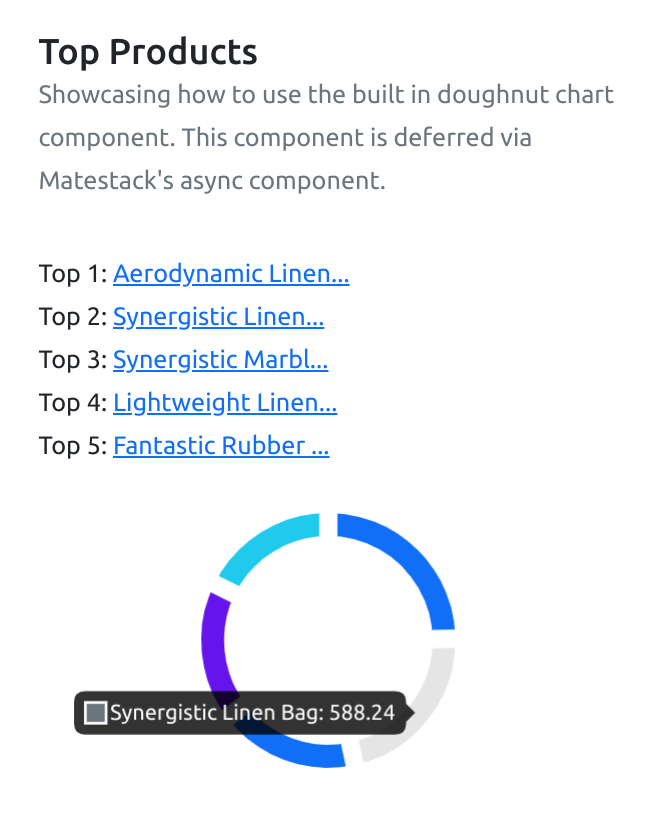 Top Products
Showcasing how to use the built in doughnut chart
component. This component is deferred via
Matestack's async component.
Top 1: Aerodynamic Linen...
Top 2: Synergistic Linen...
Top 3: Synergistic Marbl...
Top 4: Lightweight Linen...
Top 5: Fantastic Rubber ...
Synergistic Linen Bag: 588.24